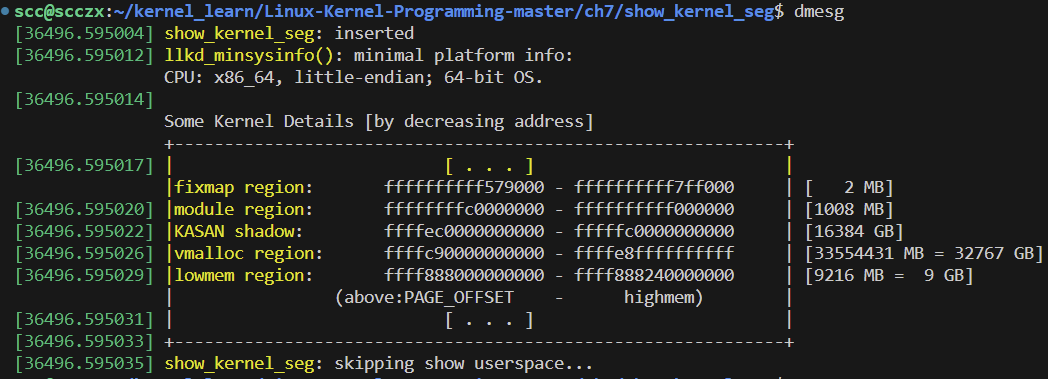 scc@scczx:~/kernel_learn/Linux-Kernel-Programming-master/ch7/show_kernel_seg$ dmesg
[36496.595004] show_kernel_seg: inserted
[36496.595012] llkd_minsysinfo(): minimal platform info:
CPU: x86_64, little-endian; 64-bit OS.
[36496.595014]
Some Kernel Details [by decreasing address]
+-------------------------------------------------------------+
[36496.595017] | [ . . . ] |
|fixmap region: ffffffffff579000 - ffffffffff7ff000 | [ 2 MB]
[36496.595020] |module region: ffffffffc0000000 - ffffffffff000000 | [1008 MB]
[36496.595022] |KASAN shadow: ffffec0000000000 - fffffc0000000000 | [16384 GB]
[36496.595026] |vmalloc region: ffffc90000000000 - ffffe8ffffffffff | [33554431 MB = 32767 GB]
[36496.595029] |lowmem region: ffff888000000000 - ffff888240000000 | [9216 MB = 9 GB]
| (above:PAGE_OFFSET - highmem) |
[36496.595031] | [ . . . ] |
[36496.595033] +-------------------------------------------------------------+
[36496.595035] show_kernel_seg: skipping show userspace...